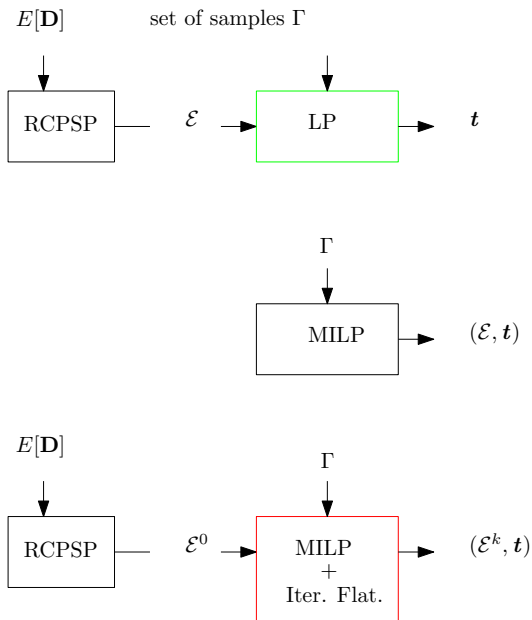 E[D] set of samples Γ
RCPSP ℰ LP t
Γ
MILP (ℰ, t)
E[D]
Γ
RCPSP ℰ⁰ MILP (ℰᵏ, t)
+
Iter. Flat.